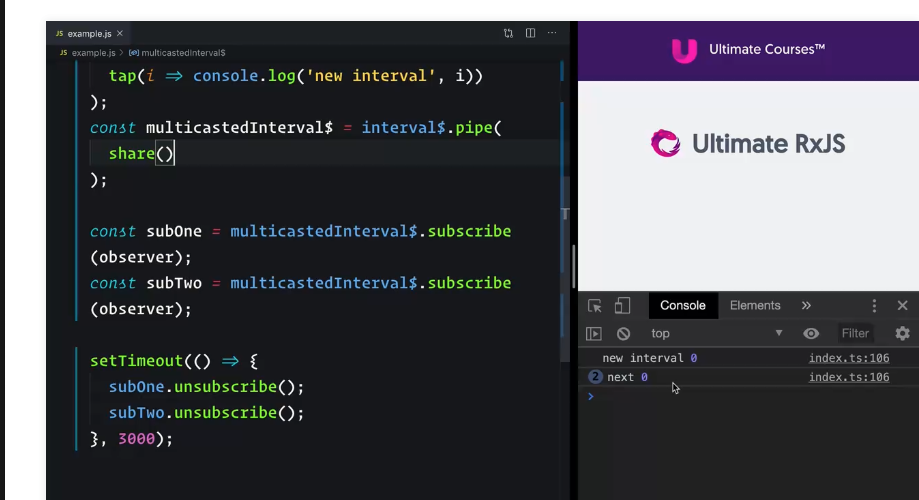 example.js ×
example.js > multicastedInterval$
tap(i => console.log('new interval', i))
);
const multicastedInterval$ = interval$.pipe(
share()
);
const subOne = multicastedInterval$.subscribe
(observer);
const subTwo = multicastedInterval$.subscribe
(observer);
setTimeout(() => {
subOne.unsubscribe();
subTwo.unsubscribe();
}, 3000);
Ultimate Courses™
Ultimate RxJS
Console Elements »
top Filter
new interval 0 index.ts:106
2 next 0 index.ts:106
>